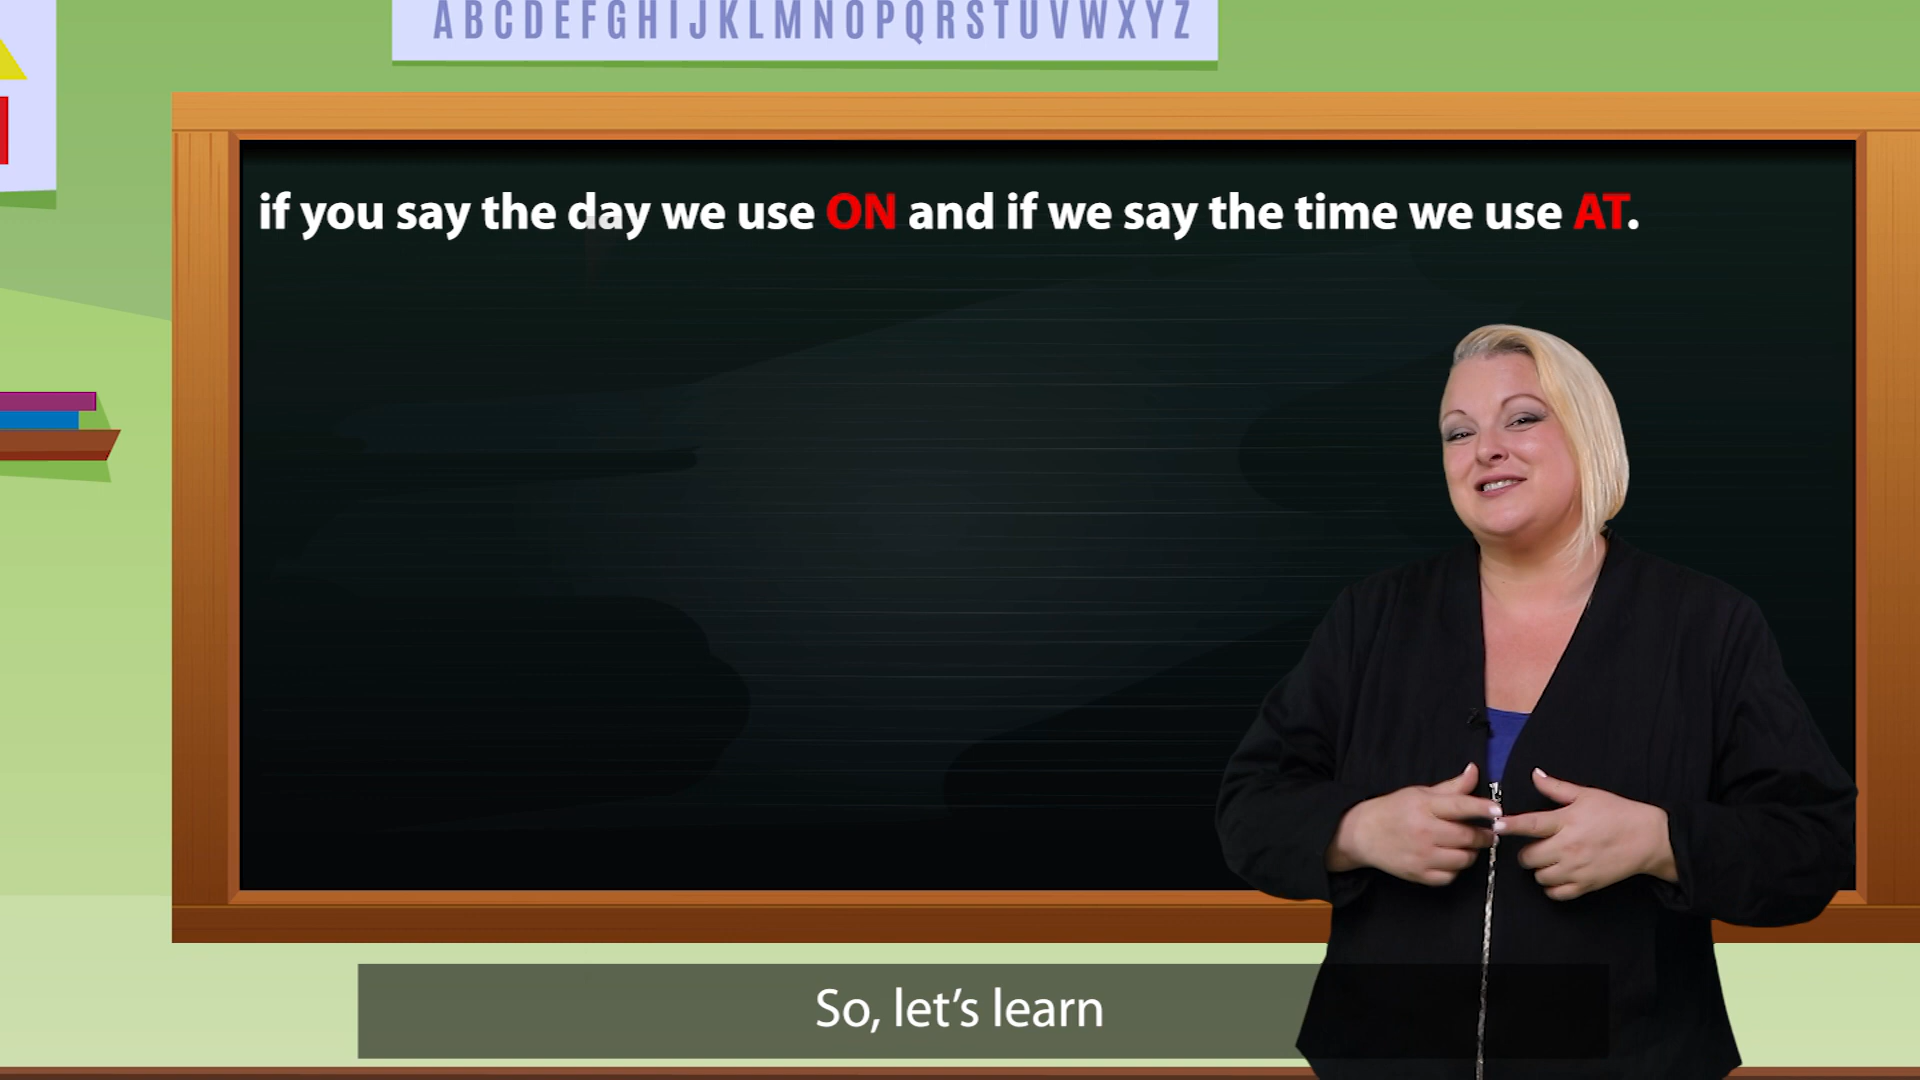 ABCDEFGHIJKLMNOPQRSTUVWXYZ
if you say the day we use ON and if we say the time we use AT.
So, let’s learn